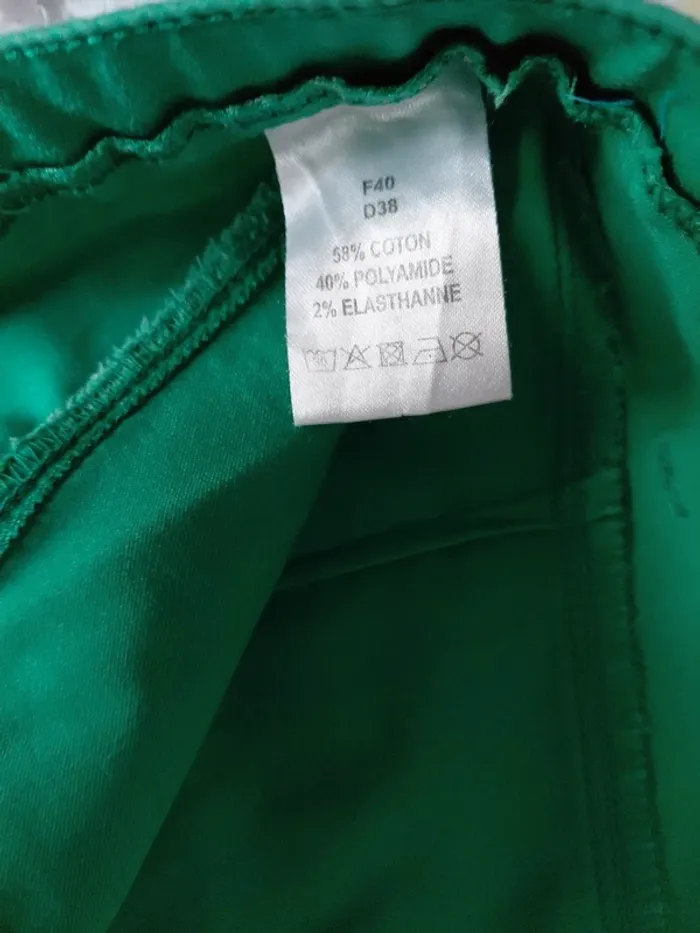 F40
D38
58% COTON
40% POLYAMIDE
2% ELASTHANNE